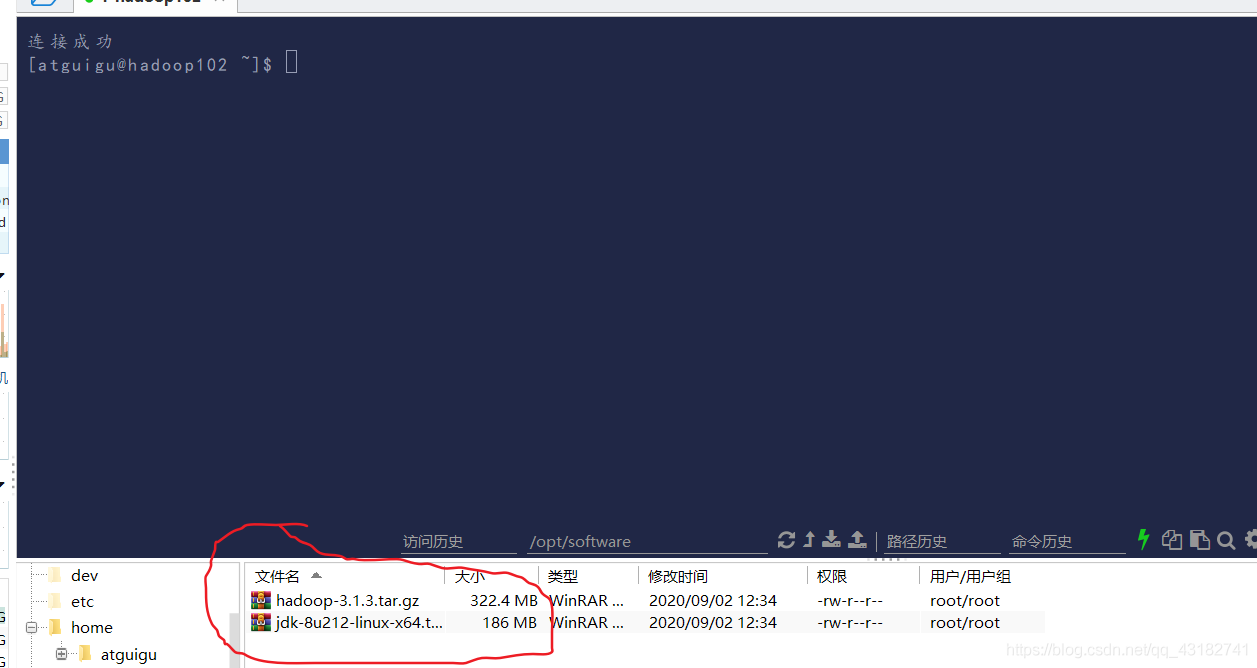 连接成功
[atguigu@hadoop102 ~]$
访问历史 /opt/software 路径历史 命令历史
文件名 大小 类型 修改时间 权限 用户/用户组
hadoop-3.1.3.tar.gz 322.4 MB WinRAR ... 2020/09/02 12:34 -rw-r--r-- root/root
jdk-8u212-linux-x64.t... 186 MB WinRAR ... 2020/09/02 12:34 -rw-r--r-- root/root
dev
etc
home
atguigu
https://blog.csdn.net/qq_43182741